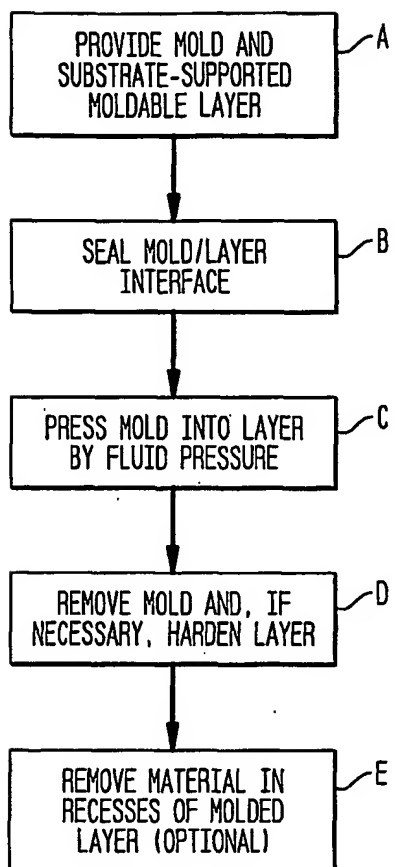 PROVIDE MOLD AND
SUBSTRATE-SUPPORTED
MOLDABLE LAYER
A
SEAL MOLD/LAYER
INTERFACE
B
PRESS MOLD INTO LAYER
BY FLUID PRESSURE
C
REMOVE MOLD AND, IF
NECESSARY, HARDEN LAYER
D
REMOVE MATERIAL IN
RECESSES OF MOLDED
LAYER (OPTIONAL)
E